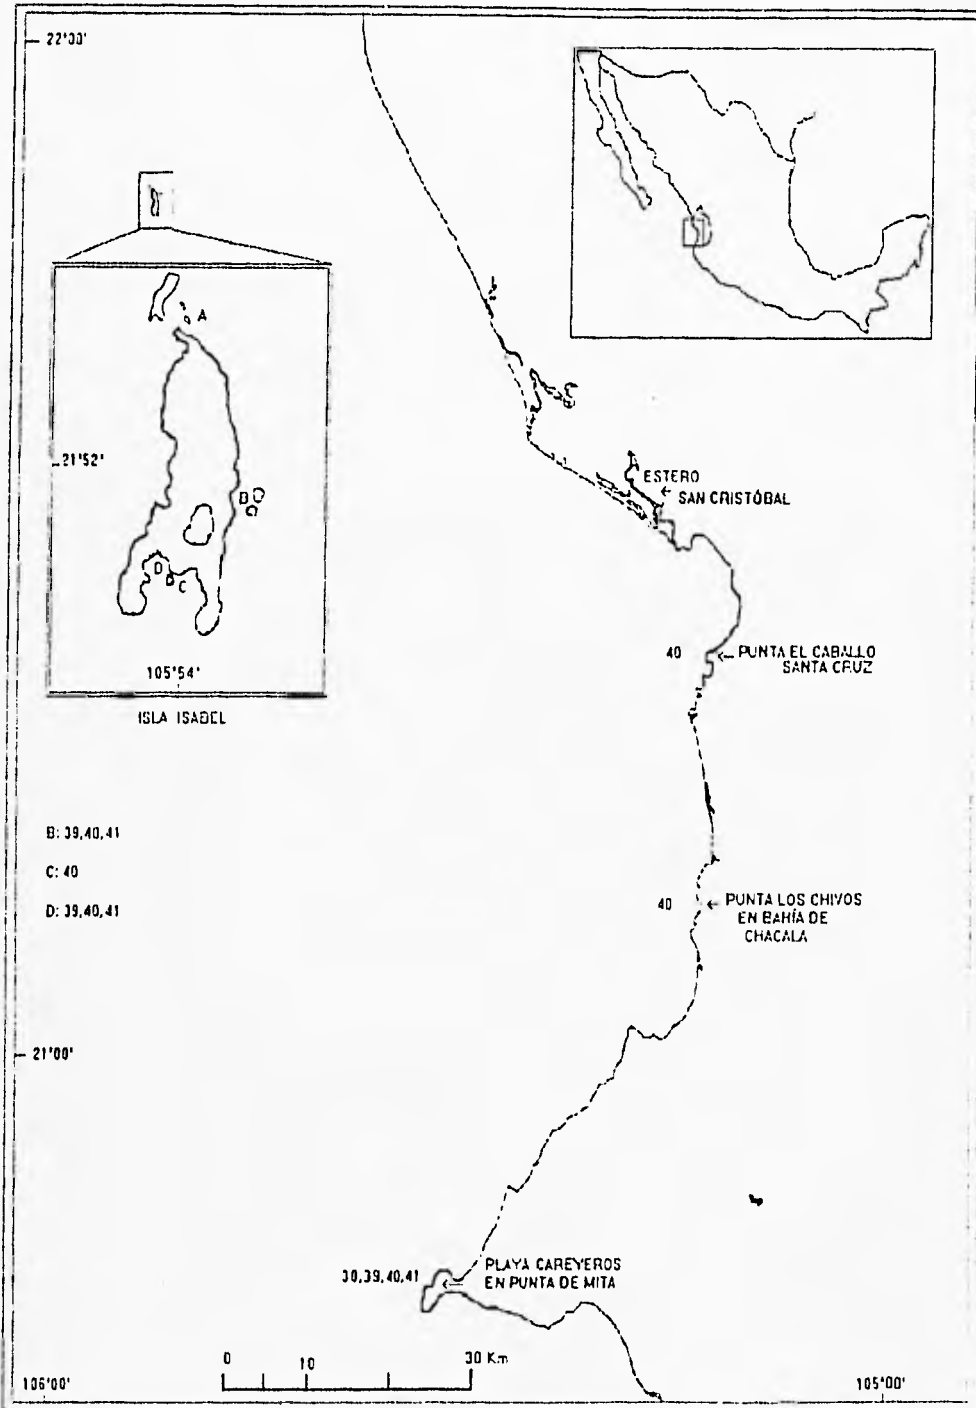 22°00'
A
21°52'
B
D B C
105°54'
ISLA ISABEL
ESTERO
SAN CRISTÓBAL
40
PUNTA EL CABALLO
SANTA CRUZ
B: 39,40,41
C: 40
D: 39,40,41
40
PUNTA LOS CHIVOS
EN BAHÍA DE
CHACALA
21°00'
30,39,40,41
PLAYA CAREYEROS
EN PUNTA DE MITA
0 10 30 Km
106°00'
105°00'